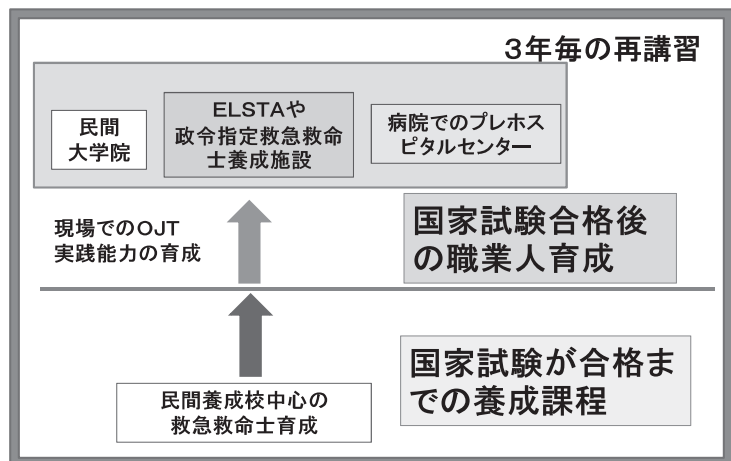 3年毎の再講習
民間
大学院
ELSTAや
政令指定救急救命
士養成施設
病院でのプレホス
ピタルセンター
現場でのOJT
実践能力の育成
国家試験合格後
の職業人育成
国家試験が合格ま
での養成課程
民間養成校中心の
救急救命士育成